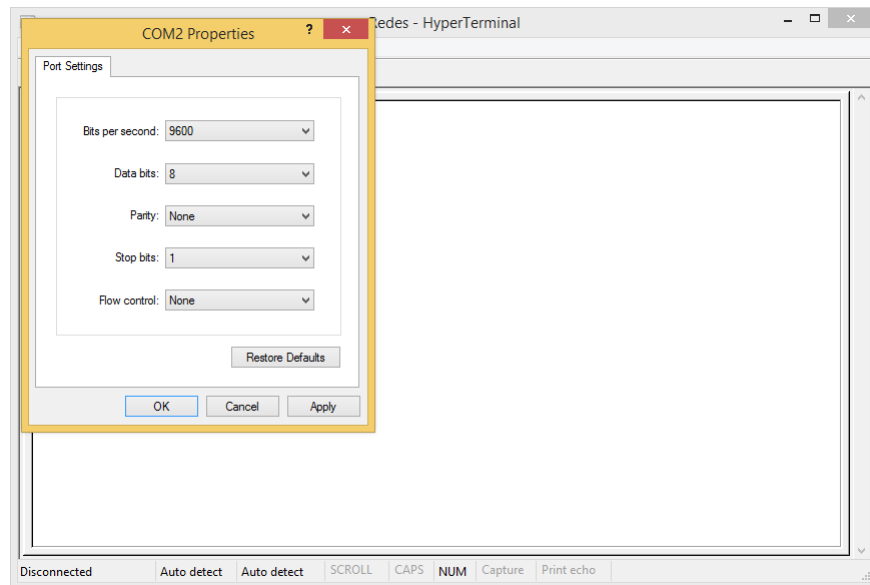 COM2 Properties ? ×
edes - HyperTerminal
Port Settings
Bits per second: 9600
Data bits: 8
Parity: None
Stop bits: 1
Flow control: None
Restore Defaults
OK Cancel Apply
Disconnected Auto detect Auto detect SCROLL CAPS NUM Capture Print echo